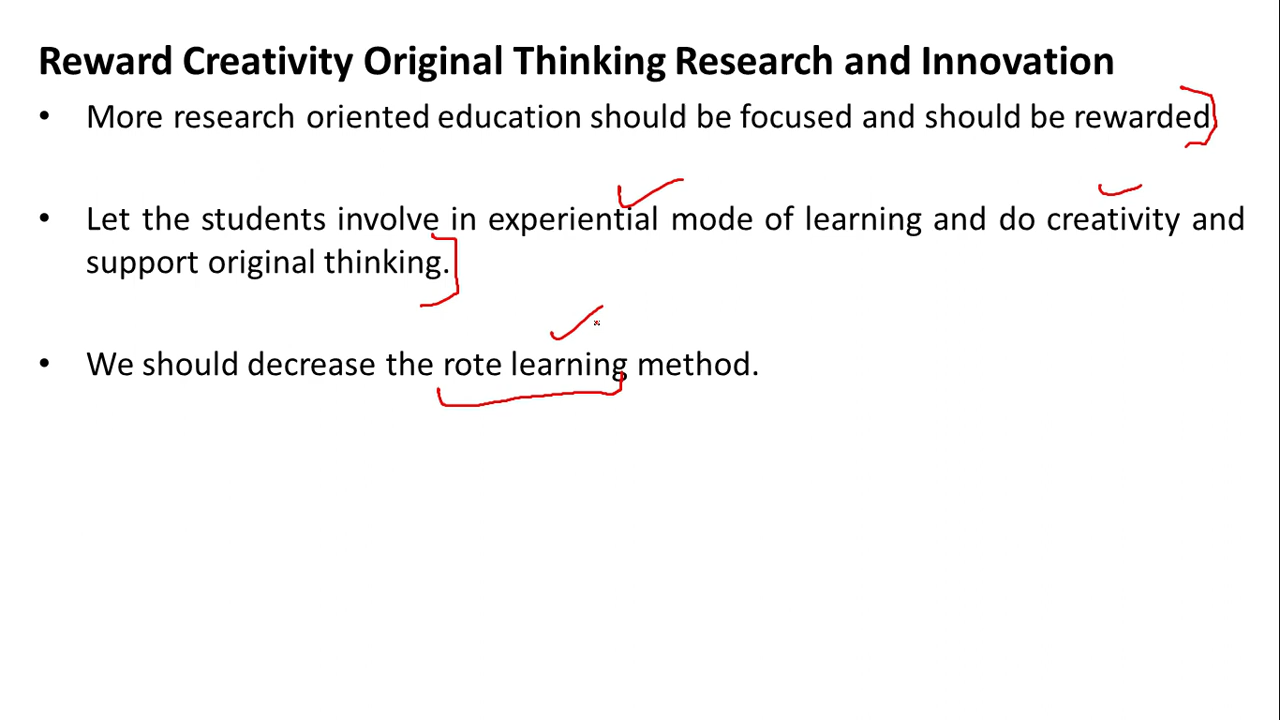 Reward Creativity Original Thinking Research and Innovation
• More research oriented education should be focused and should be rewarded
• Let the students involve in experiential mode of learning and do creativity and
support original thinking.
• We should decrease the rote learning method.